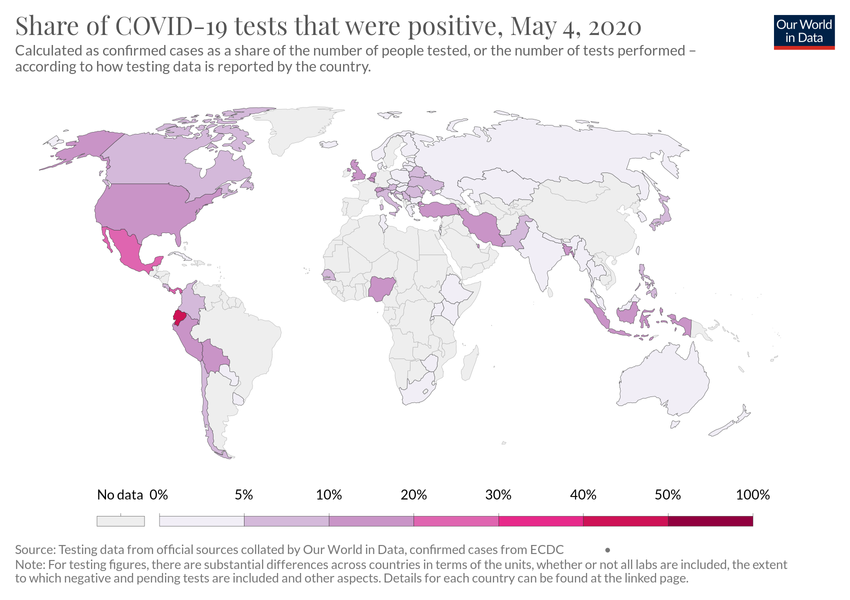 Share of COVID-19 tests that were positive, May 4, 2020
Our World
in Data
Calculated as confirmed cases as a share of the number of people tested, or the number of tests performed –
according to how testing data is reported by the country.
No data 0% 5% 10% 20% 30% 40% 50% 100%
Source: Testing data from official sources collated by Our World in Data, confirmed cases from ECDC •
Note: For testing figures, there are substantial differences across countries in terms of the units, whether or not all labs are included, the extent
to which negative and pending tests are included and other aspects. Details for each country can be found at the linked page.